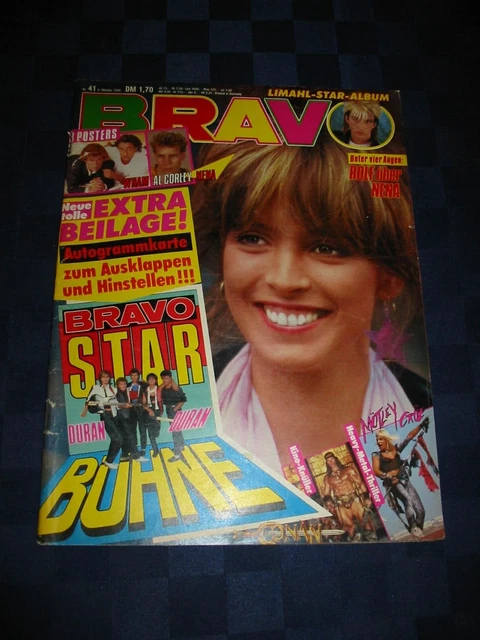 41
DM 1,70
LIMAHL-STAR-ALBUM
BRAVO
POSTERS
WHAM
AL CORLEY
NENA
Unter vier Augen:
ROLF über
NENA
Neue
tolle
EXTRA
BEILAGE!
Autogrammkarte
zum Ausklappen
und Hinstellen!!!
BRAVO
STAR
DURAN
DURAN
BÜHNE
MÖTLEY CRÜE
Heavy-Metal-Thriller
Kino-Knüller
CONAN